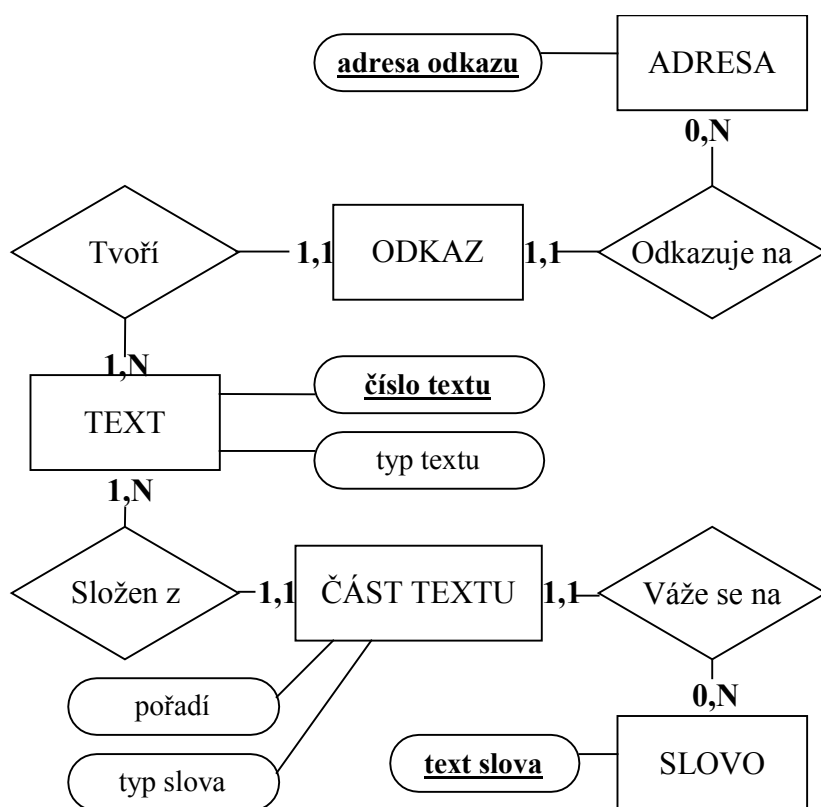 adresa odkazu
ADRESA
0,N
Tvoří
1,1
ODKAZ
1,1
Odkazuje na
1,N
TEXT
číslo textu
typ textu
1,N
Složen z
1,1
ČÁST TEXTU
1,1
Váže se na
pořadí
0,N
typ slova
text slova
SLOVO